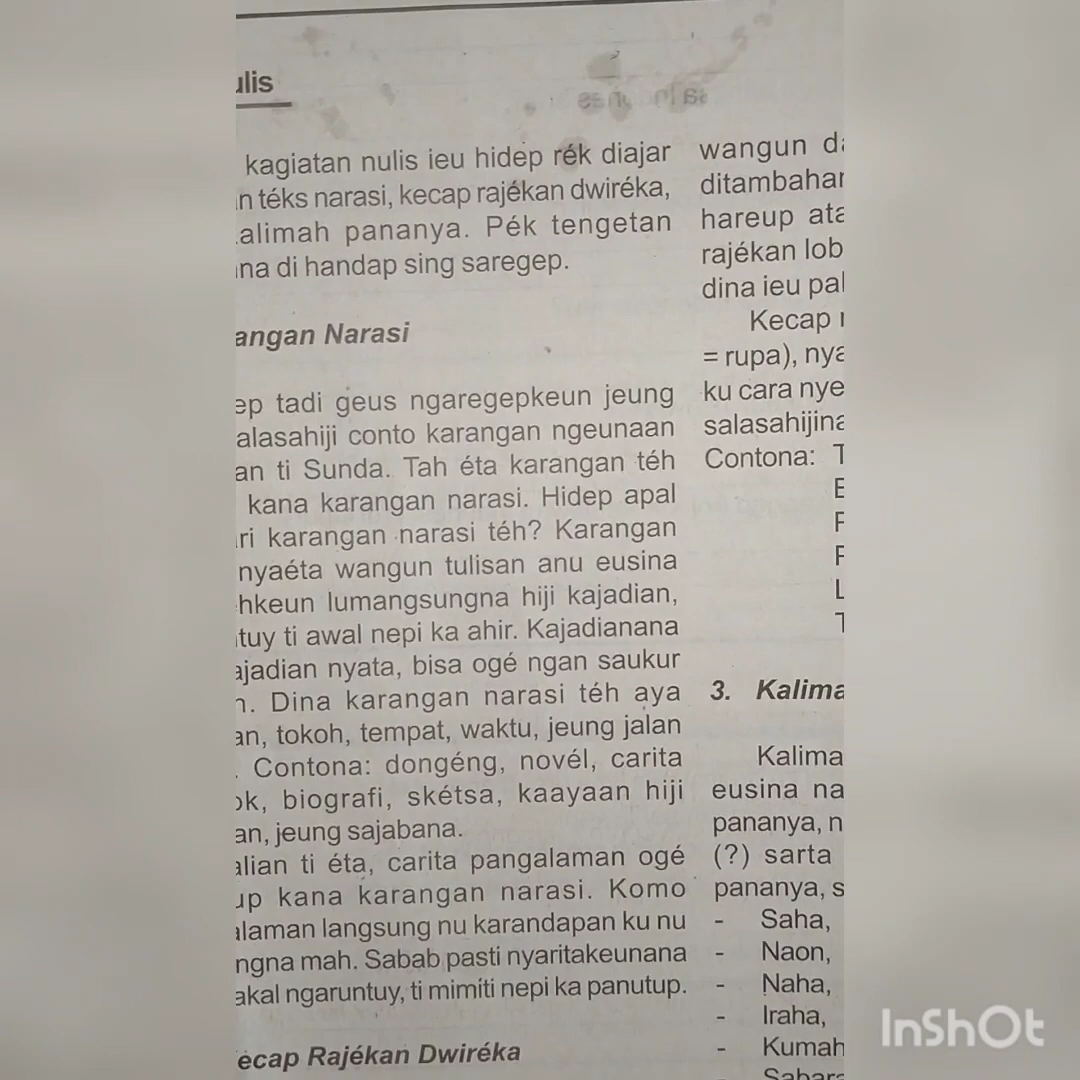 ulis
kagiatan nulis ieu hidep rék diajar
n téks narasi, kecap rajékan dwiréka,
alimah pananya. Pék tengetan
na di handap sing saregep.
angan Narasi
ep tadi geus ngaregepkeun jeung
alasahiji conto karangan ngeunaan
an ti Sunda. Tah éta karangan téh
kana karangan narasi. Hidep apal
ri karangan narasi téh? Karangan
nyaéta wangun tulisan anu eusina
hkeun lumangsungna hiji kajadian,
tuy ti awal nepi ka ahir. Kajadianana
ajadian nyata, bisa ogé ngan saukur
n. Dina karangan narasi téh aya
an, tokoh, tempat, waktu, jeung jalan
. Contona: dongéng, novél, carita
ok, biografi, skétsa, kaayaan hiji
an, jeung sajabana.
alian ti éta, carita pangalaman ogé
up kana karangan narasi. Komo
alaman langsung nu karandapan ku nu
ngna mah. Sabab pasti nyaritakeunana
akal ngaruntuy, ti mimiti nepi ka panutup.
ecap Rajékan Dwiréka
wangun da
ditambahan
hareup ata
rajékan lob
dina ieu pal
Kecap r
= rupa), nya
ku cara nye
salasahijina
Contona: T
B
P
P
L
T
3. Kalima
Kalima
eusina na
pananya, n
(?) sarta
pananya, s
- Saha,
- Naon,
- Naha,
- Iraha,
- Kumah
Sabara
InShOt